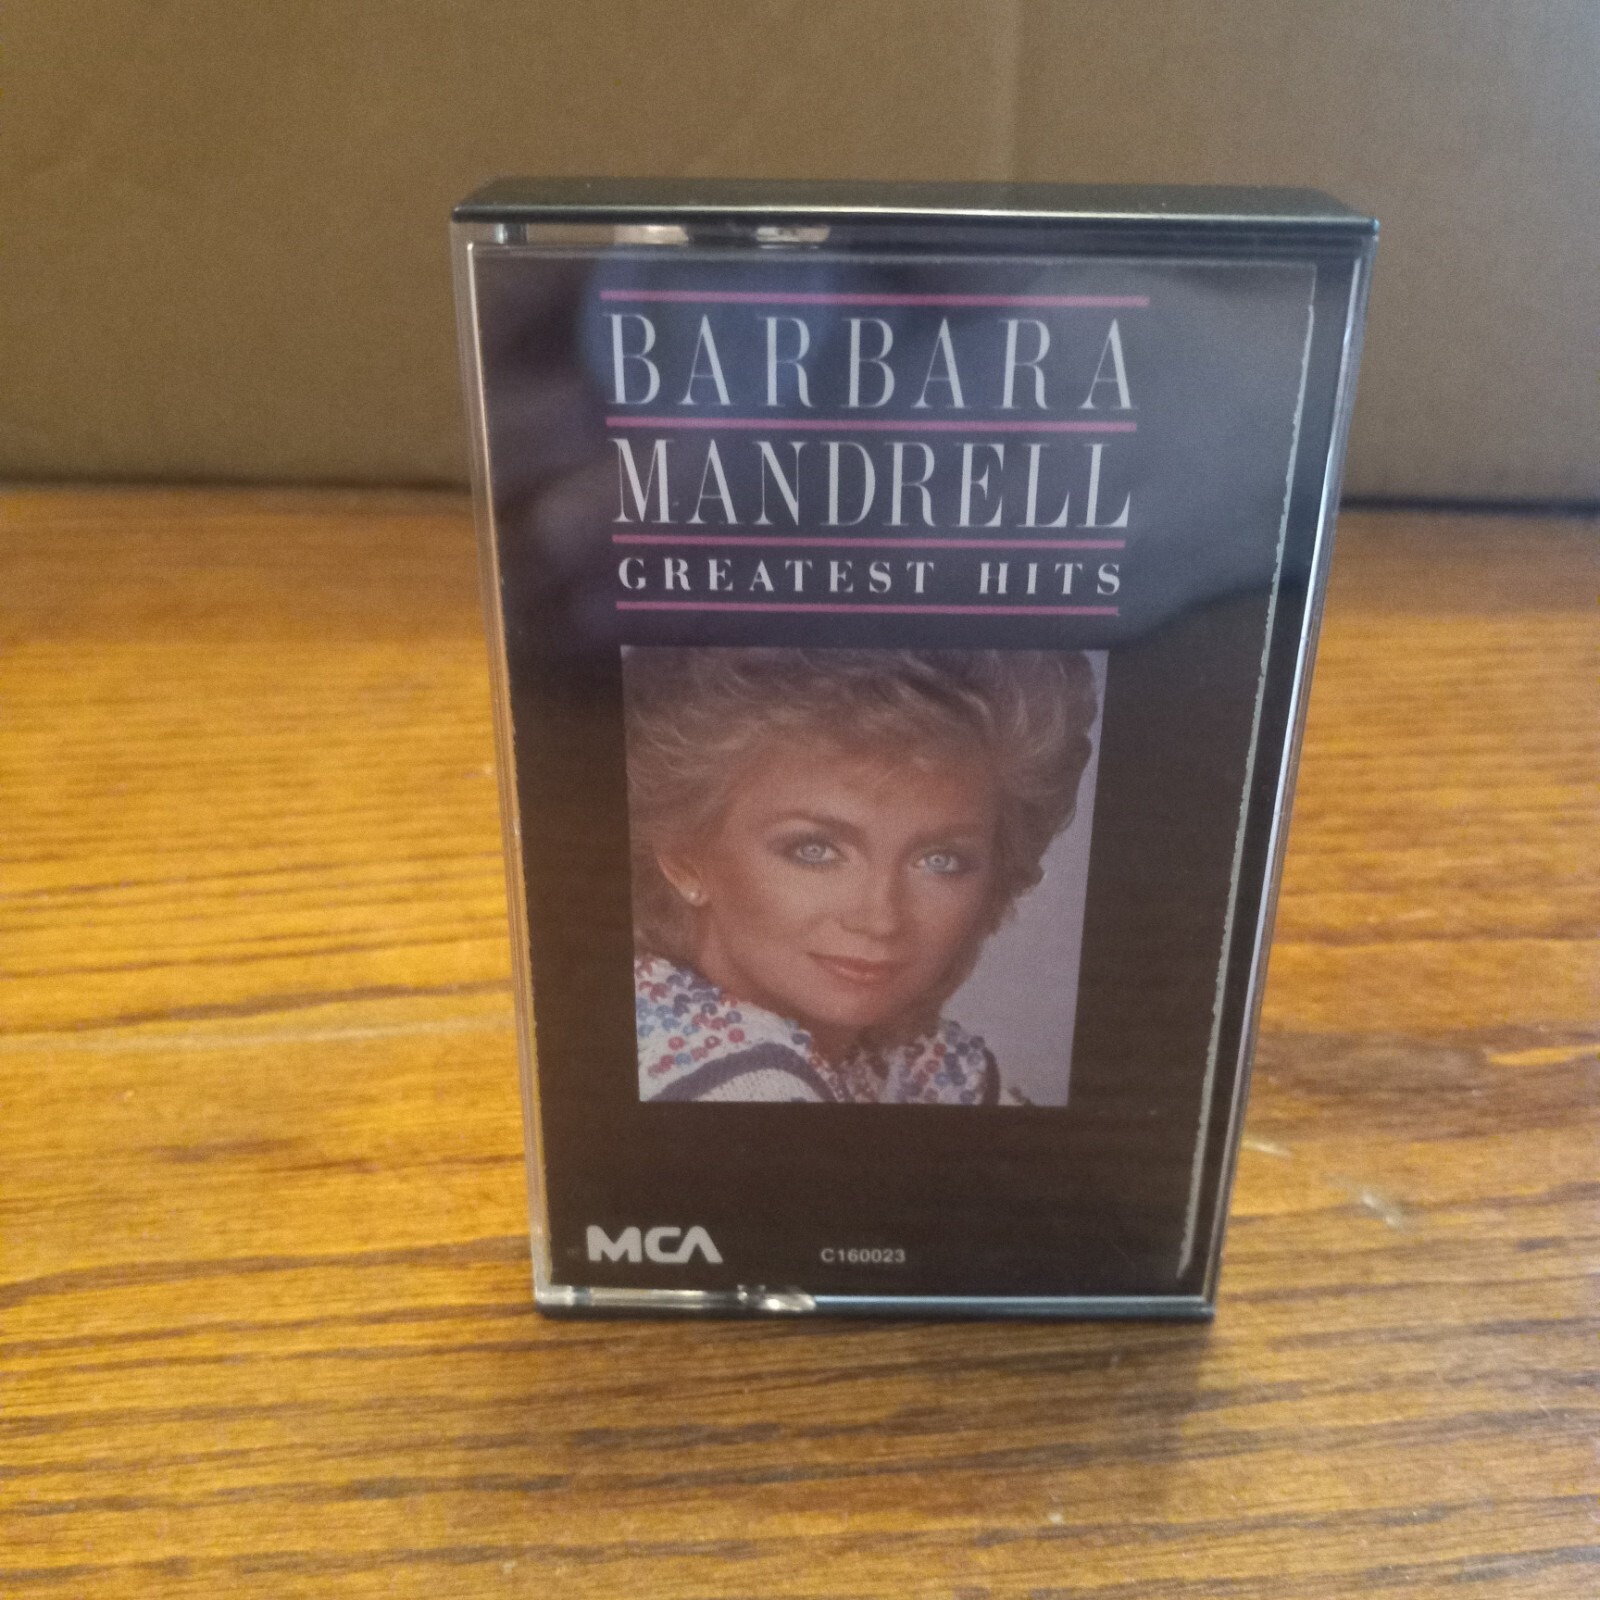 BARBARA
MANDRELL
GREATEST HITS
MCA C160023